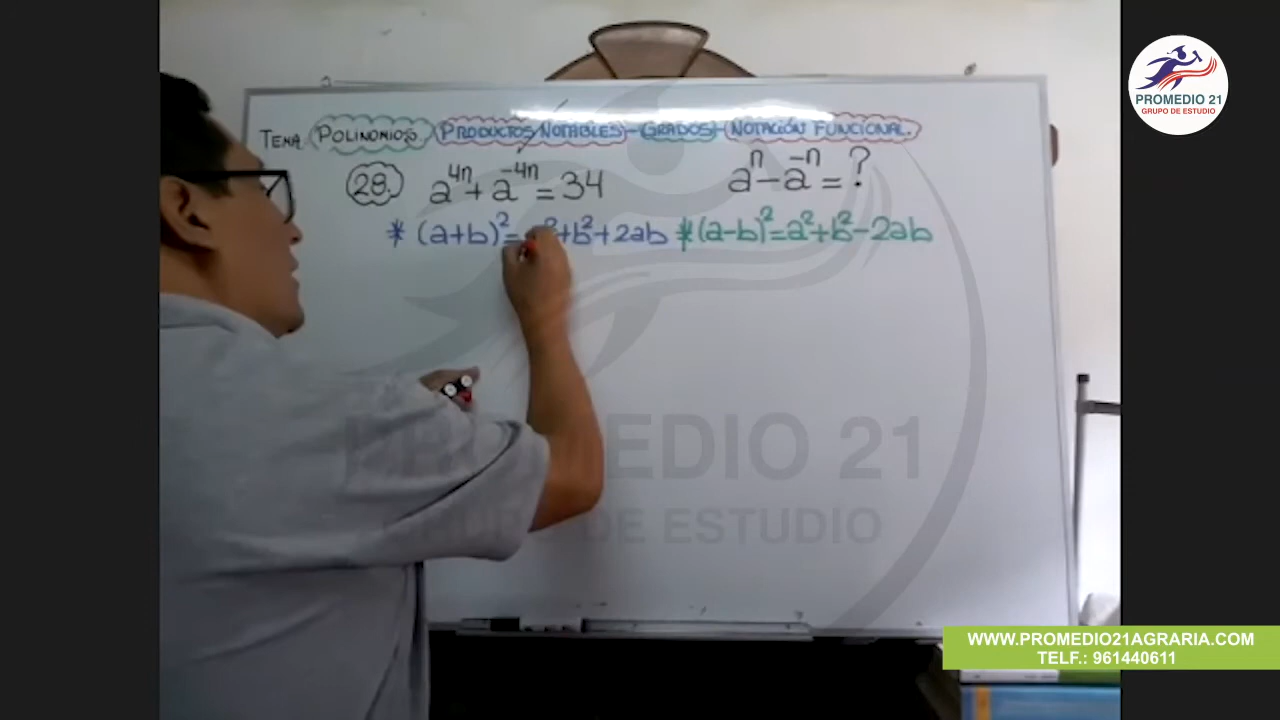 PROMEDIO 21
GRUPO DE ESTUDIO
TEMA POLINOMIOS PRODUCTOS NOTABLES - GRADOS - NOTACIÓN FUNCIONAL.
28. a^{4n} + a^{-4n} = 34 a^{n} - a^{-n} = ?
* (a+b)² = a²+b²+2ab * (a-b)² = a²+b²-2ab
PROMEDIO 21
GRUPO DE ESTUDIO
WWW.PROMEDIO21AGRARIA.COM
TELF.: 961440611